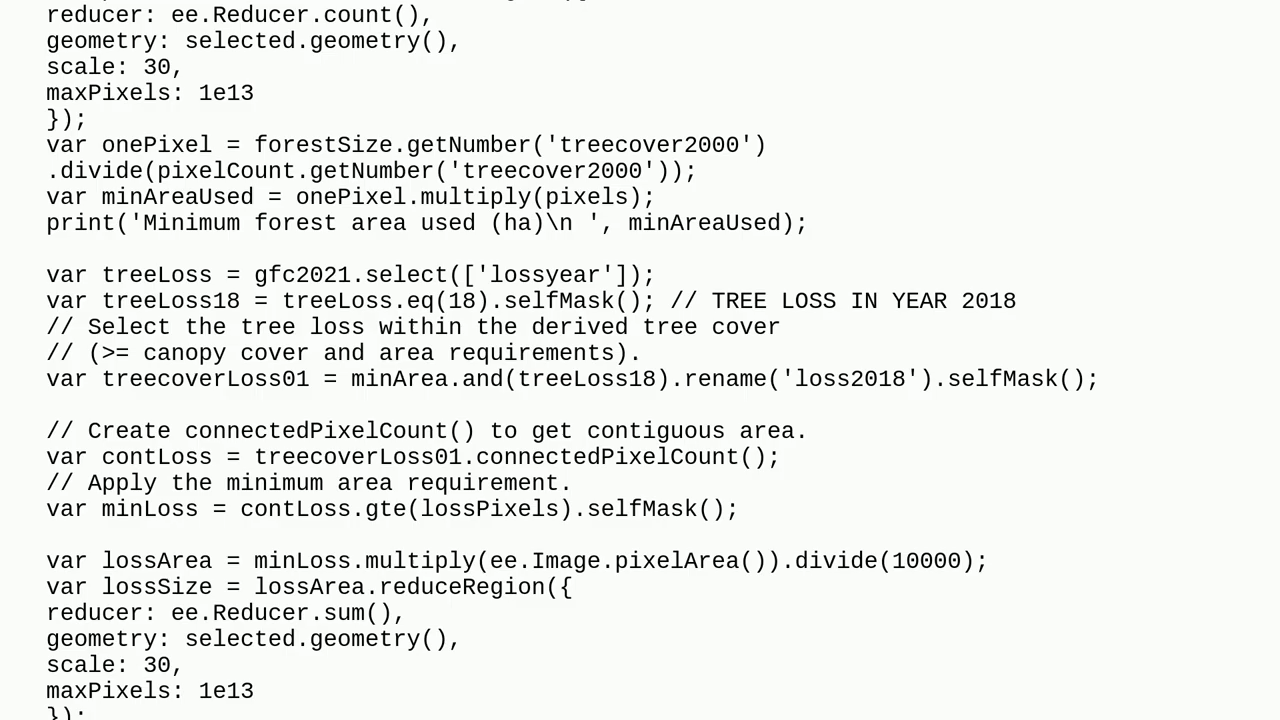 reducer: ee.Reducer.count(),
geometry: selected.geometry(),
scale: 30,
maxPixels: 1e13
});
var onePixel = forestSize.getNumber('treecover2000')
.divide(pixelCount.getNumber('treecover2000'));
var minAreaUsed = onePixel.multiply(pixels);
print('Minimum forest area used (ha)\n ', minAreaUsed);

var treeLoss = gfc2021.select(['lossyear']);
var treeLoss18 = treeLoss.eq(18).selfMask(); // TREE LOSS IN YEAR 2018
// Select the tree loss within the derived tree cover
// (>= canopy cover and area requirements).
var treecoverLoss01 = minArea.and(treeLoss18).rename('loss2018').selfMask();

// Create connectedPixelCount() to get contiguous area.
var contLoss = treecoverLoss01.connectedPixelCount();
// Apply the minimum area requirement.
var minLoss = contLoss.gte(lossPixels).selfMask();

var lossArea = minLoss.multiply(ee.Image.pixelArea()).divide(10000);
var lossSize = lossArea.reduceRegion({
reducer: ee.Reducer.sum(),
geometry: selected.geometry(),
scale: 30,
maxPixels: 1e13
});